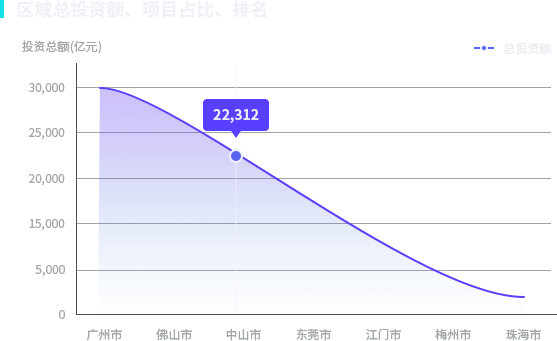 区域总投资额、项目占比、排名
投资总额(亿元)
总投资额
30,000
22,312
25,000
20,000
15,000
5,000
0
广州市 佛山市 中山市 东莞市 江门市 梅州市 珠海市